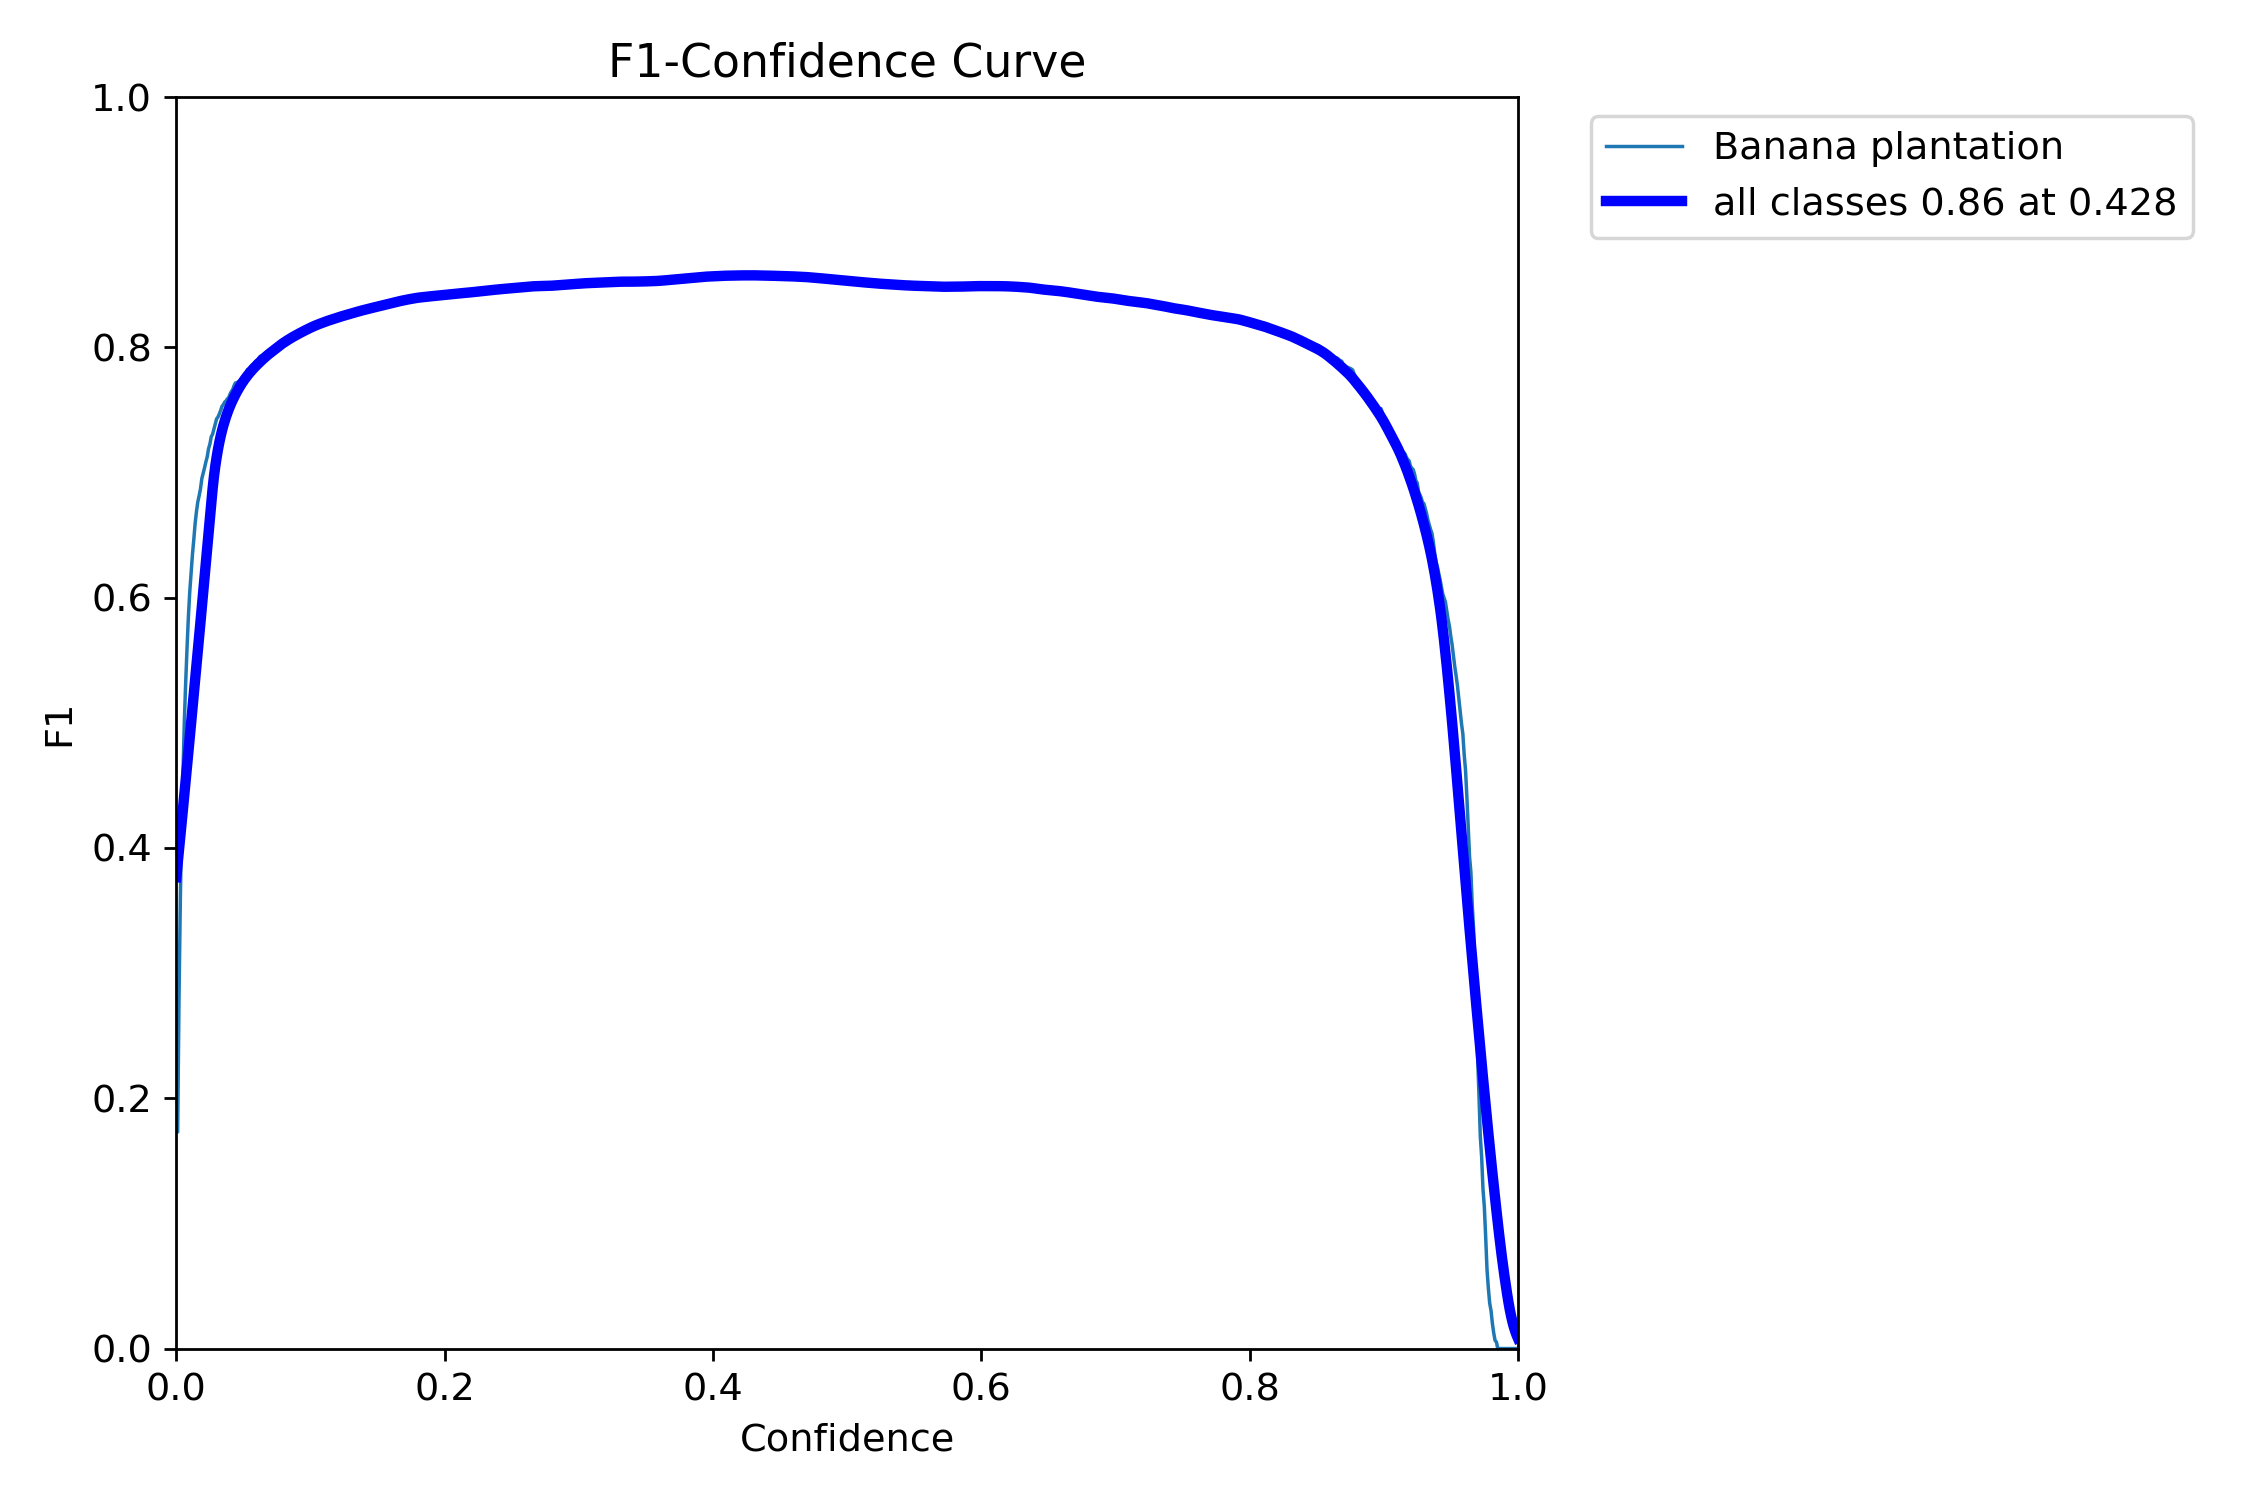 F1-Confidence Curve
1.0
0.8
0.6
0.4
0.2
0.0
F1
0.0 0.2 0.4 0.6 0.8 1.0
Confidence
Banana plantation
all classes 0.86 at 0.428